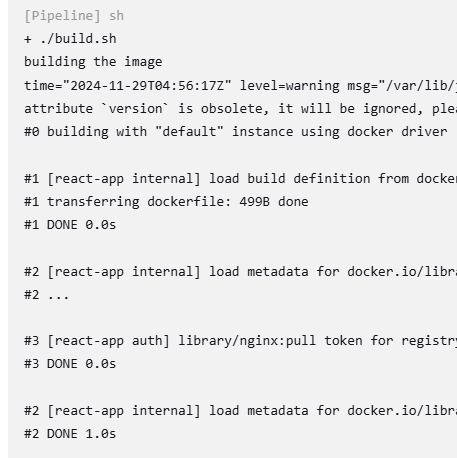 [Pipeline] sh
+ ./build.sh
building the image
time="2024-11-29T04:56:17Z" level=warning msg="/var/lib/j
attribute `version` is obsolete, it will be ignored, plea
#0 building with "default" instance using docker driver
#1 [react-app internal] load build definition from docker
#1 transferring dockerfile: 499B done
#1 DONE 0.0s
#2 [react-app internal] load metadata for docker.io/libra
#2 ...
#3 [react-app auth] library/nginx:pull token for registry
#3 DONE 0.0s
#2 [react-app internal] load metadata for docker.io/libra
#2 DONE 1.0s